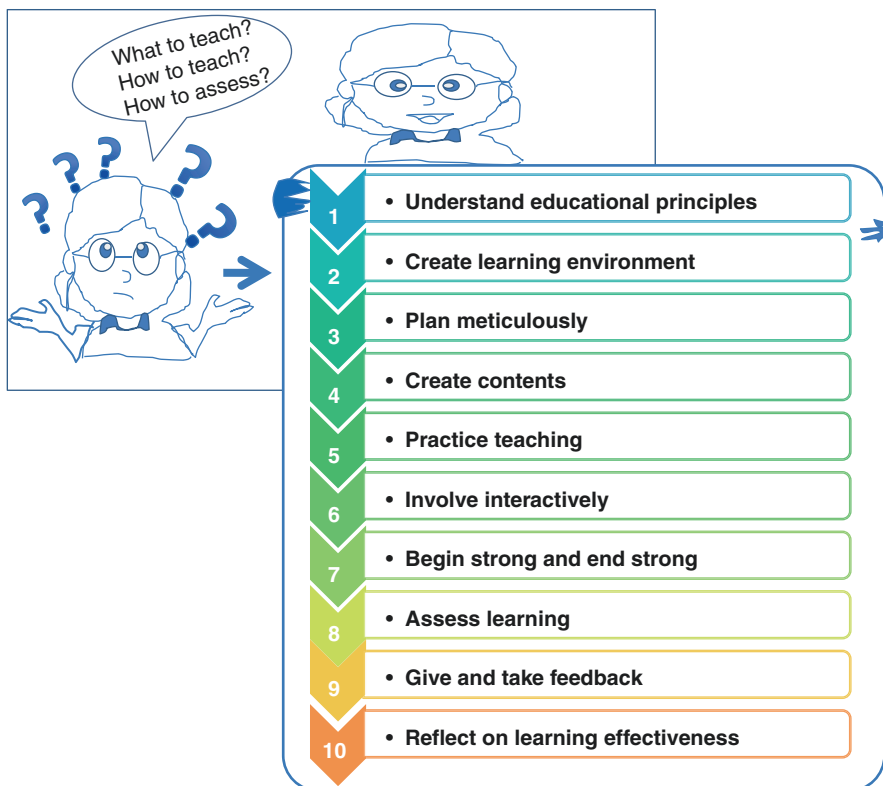 What to teach?
How to teach?
How to assess?
? ? ? ? ?
1 • Understand educational principles
2 • Create learning environment
3 • Plan meticulously
4 • Create contents
5 • Practice teaching
6 • Involve interactively
7 • Begin strong and end strong
8 • Assess learning
9 • Give and take feedback
10 • Reflect on learning effectiveness